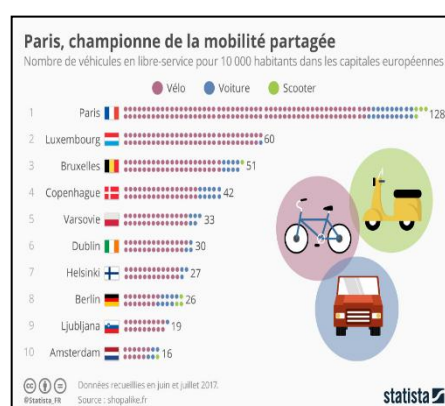 Paris, championne de la mobilité partagée
Nombre de véhicules en libre-service pour 10 000 habitants dans les capitales européennes
Vélo Voiture Scooter
1 Paris 128
2 Luxembourg 60
3 Bruxelles 51
4 Copenhague 42
5 Varsovie 33
6 Dublin 30
7 Helsinki 27
8 Berlin 26
9 Ljubljana 19
10 Amsterdam 16
Données recueillies en juin et juillet 2017.
@Statista_FR Source : shopalike.fr
statista